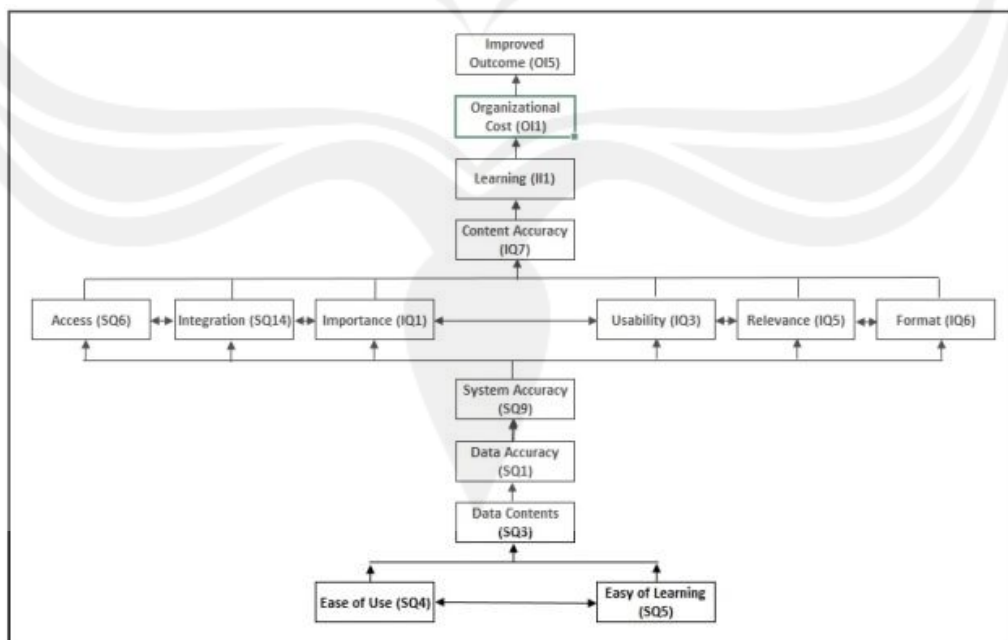 Improved
Outcome (OI5)
Organizational
Cost (OI1)
Learning (II1)
Content Accuracy
(IQ7)
Access (SQ6)
Integration (SQ14)
Importance (IQ1)
Usability (IQ3)
Relevance (IQ5)
Format (IQ6)
System Accuracy
(SQ9)
Data Accuracy
(SQ1)
Data Contents
(SQ3)
Ease of Use (SQ4)
Easy of Learning
(SQ5)